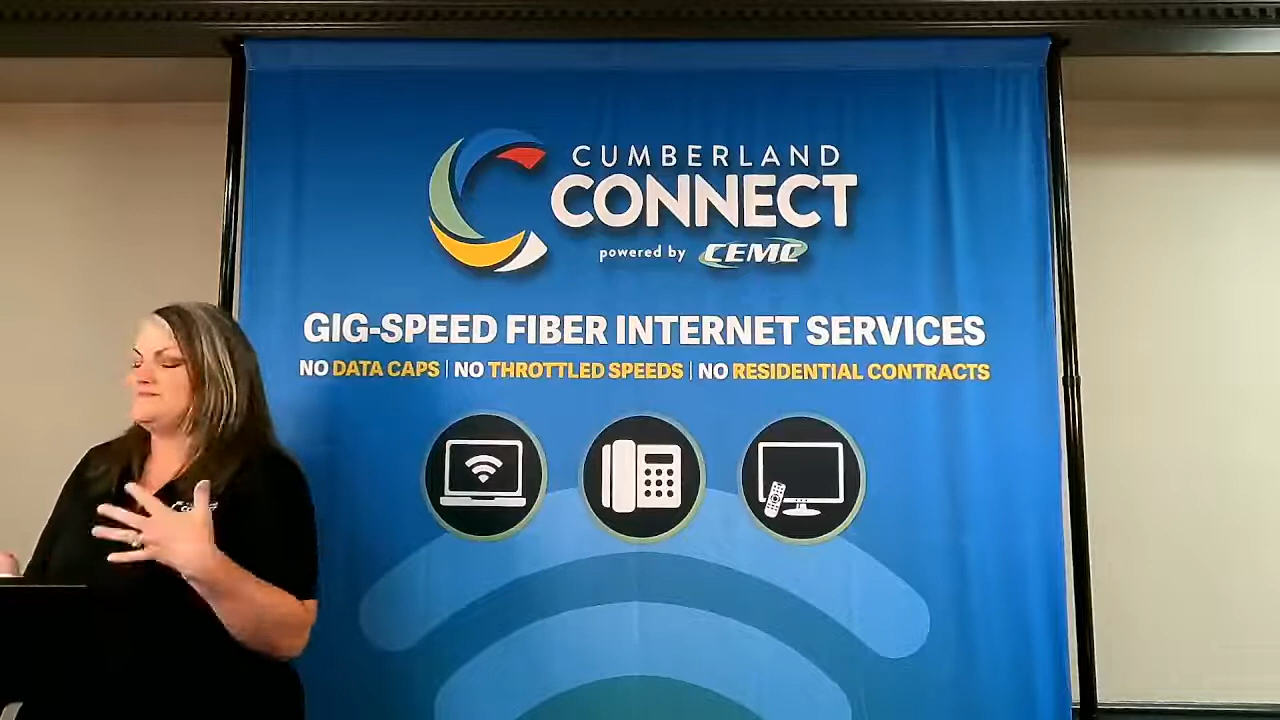 CUMBERLAND
CONNECT
powered by CEMC
GIG-SPEED FIBER INTERNET SERVICES
NO DATA CAPS | NO THROTTLED SPEEDS | NO RESIDENTIAL CONTRACTS